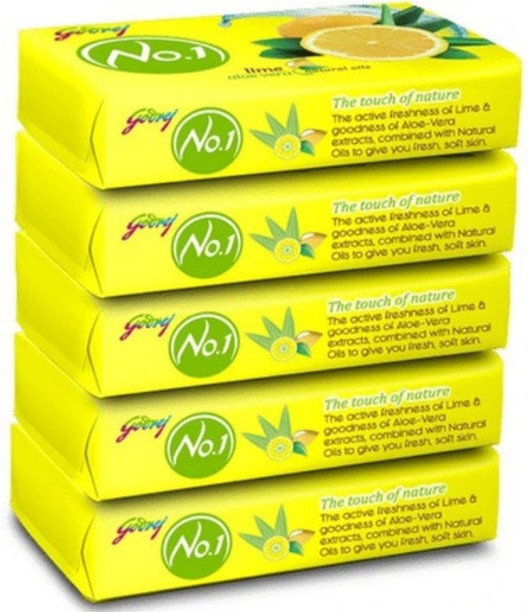 Godrej
No.1
lime
aloe vera natural oils
Godrej
No.1
The touch of nature
The active freshness of Lime &
goodness of Aloe-Vera
extracts, combined with Natural
Oils to give you fresh, soft skin.
Godrej
No.1
The touch of nature
The active freshness of Lime &
goodness of Aloe-Vera
extracts, combined with Natural
Oils to give you fresh, soft skin.
Godrej
No.1
The touch of nature
The active freshness of Lime &
goodness of Aloe-Vera
extracts, combined with Natural
Oils to give you fresh, soft skin.
Godrej
No.1
The touch of nature
The active freshness of Lime &
goodness of Aloe-Vera
extracts, combined with Natural
Oils to give you fresh, soft skin.
Godrej
No.1
The touch of nature
The active freshness of Lime &
goodness of Aloe-Vera
extracts, combined with Natural
Oils to give you fresh, soft skin.